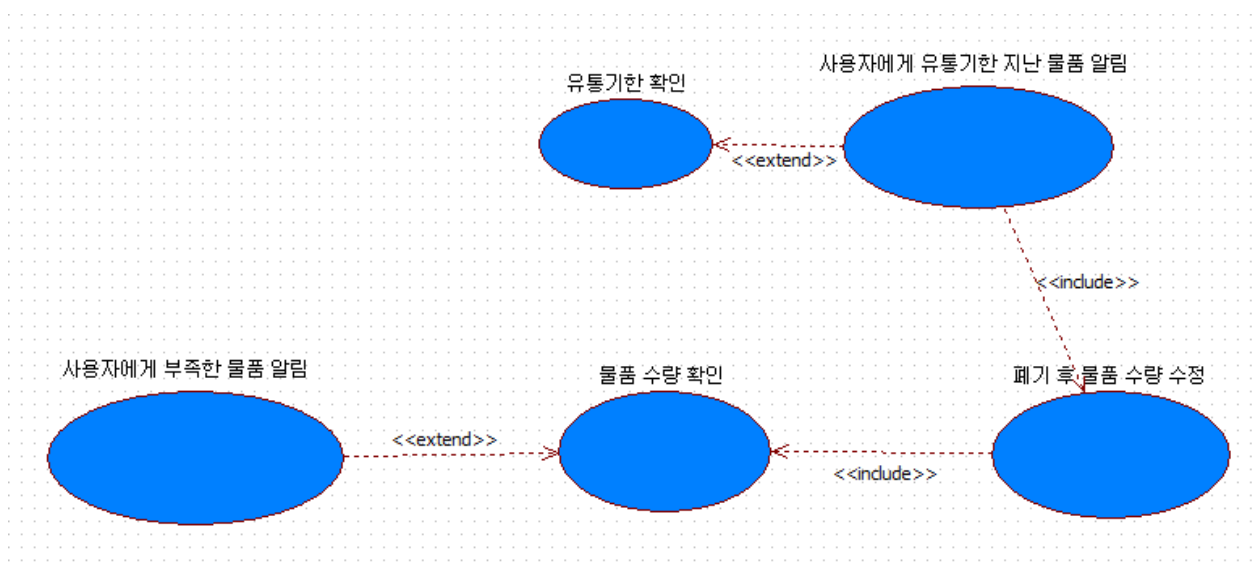 사용자에게 유통기한 지난 물품 알림
유통기한 확인
<<extend>>
<<include>>
사용자에게 부족한 물품 알림
물품 수량 확인
폐기 후 물품 수량 수정
<<extend>>
<<include>>